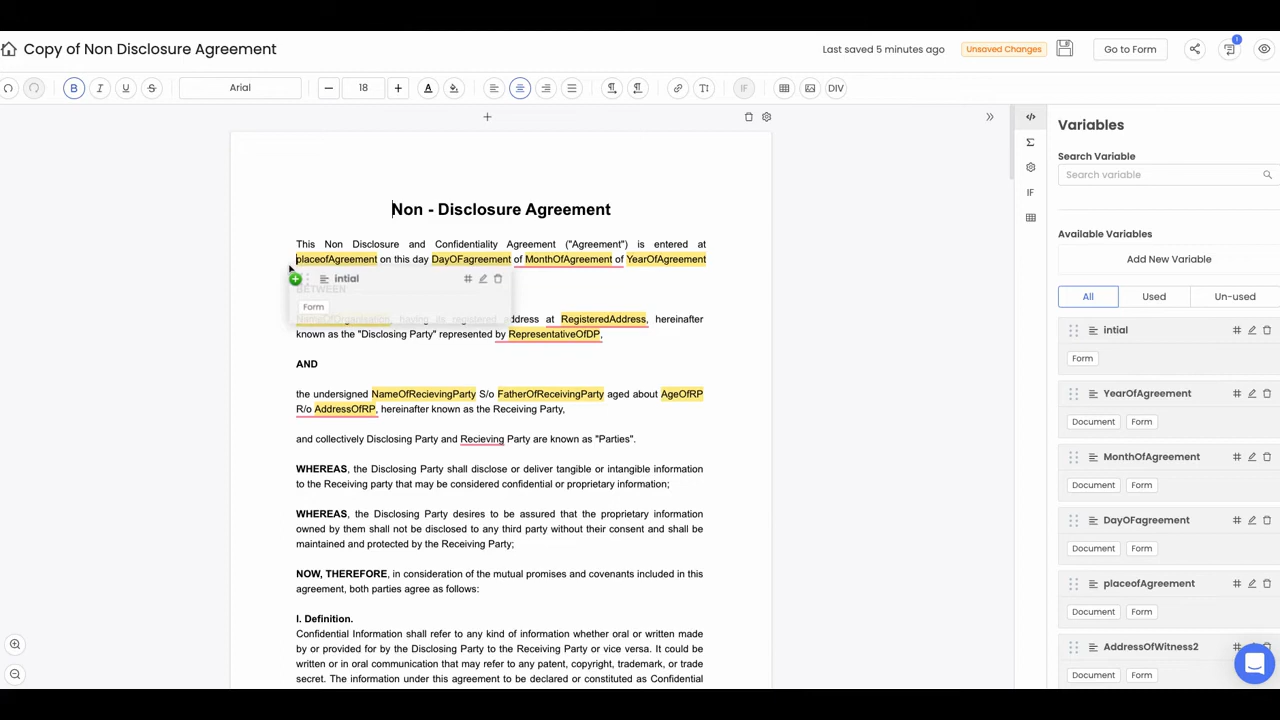 Copy of Non Disclosure Agreement
Last saved 5 minutes ago
Unsaved Changes
Go to Form
1
B I U S
Arial
18
A
IF
DIV
Non - Disclosure Agreement
This Non Disclosure and Confidentiality Agreement ("Agreement") is entered at
placeofAgreement on this day DayOFagreement of MonthOfAgreement of YearOfAgreement
intial
BETWEEN
Form
NameOfOrganisation, having its registered address at RegisteredAddress, hereinafter
known as the "Disclosing Party" represented by RepresentativeOfDP,
AND
the undersigned NameOfRecievingParty S/o FatherOfReceivingParty aged about AgeOfRP
R/o AddressOfRP, hereinafter known as the Receiving Party,
and collectively Disclosing Party and Recieving Party are known as "Parties".
WHEREAS, the Disclosing Party shall disclose or deliver tangible or intangible information
to the Receiving party that may be considered confidential or proprietary information;
WHEREAS, the Disclosing Party desires to be assured that the proprietary information
owned by them shall not be disclosed to any third party without their consent and shall be
maintained and protected by the Receiving Party;
NOW, THEREFORE, in consideration of the mutual promises and covenants included in this
agreement, both parties agree as follows:
I. Definition.
Confidential Information shall refer to any kind of information whether oral or written made
by or provided for by the Disclosing Party to the Receiving Party or vice versa. It could be
written or in oral communication that may refer to any patent, copyright, trademark, or trade
secret. The information under this agreement to be declared or constituted as Confidential
IF
Variables
Search Variable
Search variable
Available Variables
Add New Variable
All Used Un-used
intial
Form
YearOfAgreement
Document Form
MonthOfAgreement
Document Form
DayOFagreement
Document Form
placeofAgreement
Document Form
AddressOfWitness2
Document Form